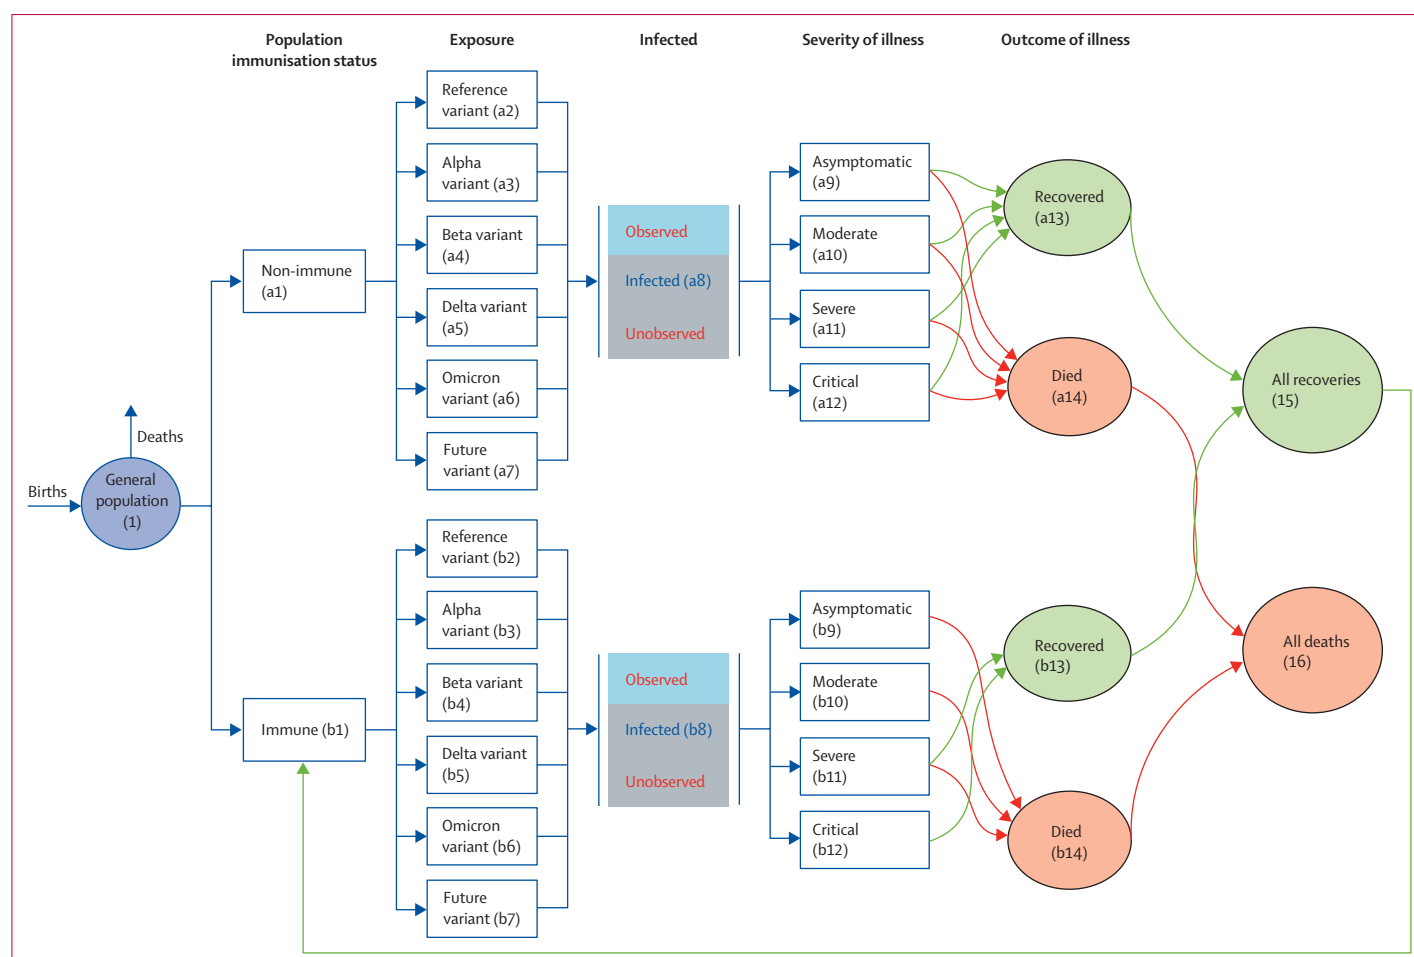 Population
immunisation status
Exposure
Infected
Severity of illness
Outcome of illness
Births
Deaths
General
population
(1)
Non-immune
(a1)
Reference
variant (a2)
Alpha
variant (a3)
Beta variant
(a4)
Delta variant
(a5)
Omicron
variant (a6)
Future
variant (a7)
Observed
Infected (a8)
Unobserved
Asymptomatic
(a9)
Moderate
(a10)
Severe
(a11)
Critical
(a12)
Recovered
(a13)
Died
(a14)
All recoveries
(15)
Immune (b1)
Reference
variant (b2)
Alpha
variant (b3)
Beta variant
(b4)
Delta variant
(b5)
Omicron
variant (b6)
Future
variant (b7)
Observed
Infected (b8)
Unobserved
Asymptomatic
(b9)
Moderate
(b10)
Severe
(b11)
Critical
(b12)
Recovered
(b13)
Died
(b14)
All deaths
(16)